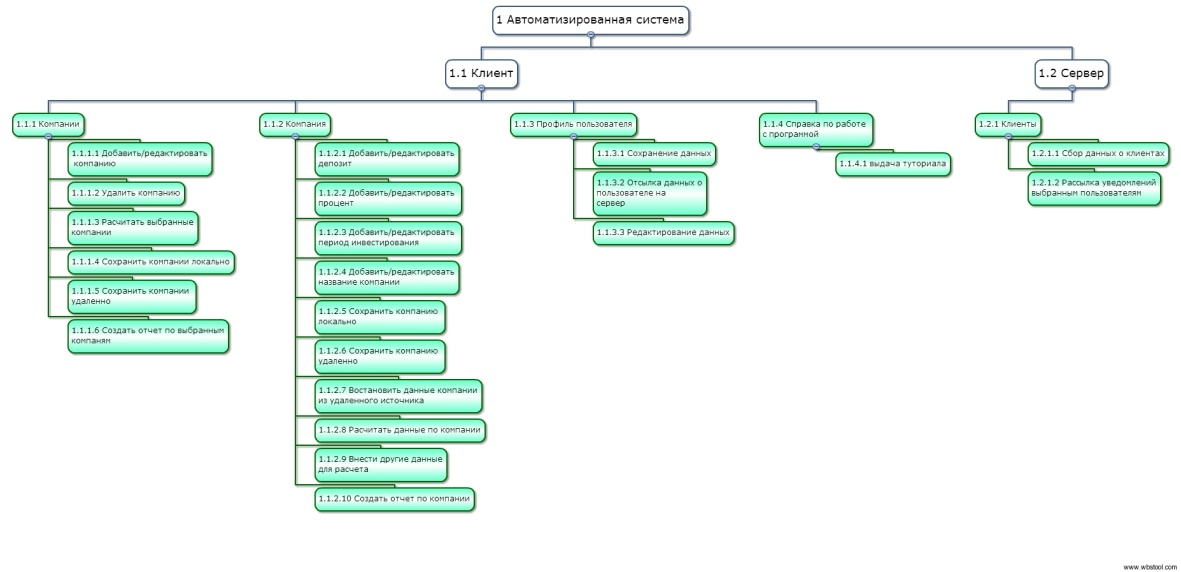 1 Автоматизированная система
1.1 Клиент
1.2 Сервер
1.1.1 Компании
1.1.1.1 Добавить/редактировать
компанию
1.1.1.2 Удалить компанию
1.1.1.3 Расчитать выбранные
компании
1.1.1.4 Сохранить компании локально
1.1.1.5 Сохранить компании
удаленно
1.1.1.6 Создать отчет по выбранным
компаням
1.1.2 Компания
1.1.2.1 Добавить/редактировать
депозит
1.1.2.2 Добавить/редактировать
процент
1.1.2.3 Добавить/редактировать
период инвестирования
1.1.2.4 Добавить/редактировать
название компании
1.1.2.5 Сохранить компанию
локально
1.1.2.6 Сохранить компанию
удаленно
1.1.2.7 Востановить данные компании
из удаленного источника
1.1.2.8 Расчитать данные по компании
1.1.2.9 Внести другие данные
для расчета
1.1.2.10 Создать отчет по компании
1.1.3 Профиль пользователя
1.1.3.1 Сохранение данных
1.1.3.2 Отсылка данных о
пользователе на
сервер
1.1.3.3 Редактирование данных
1.1.4 Справка по работе
с программой
1.1.4.1 выдача туториала
1.2.1 Клиенты
1.2.1.1 Сбор данных о клиентах
1.2.1.2 Рассылка уведомлений
выбранным пользователям
www.wbstool.com